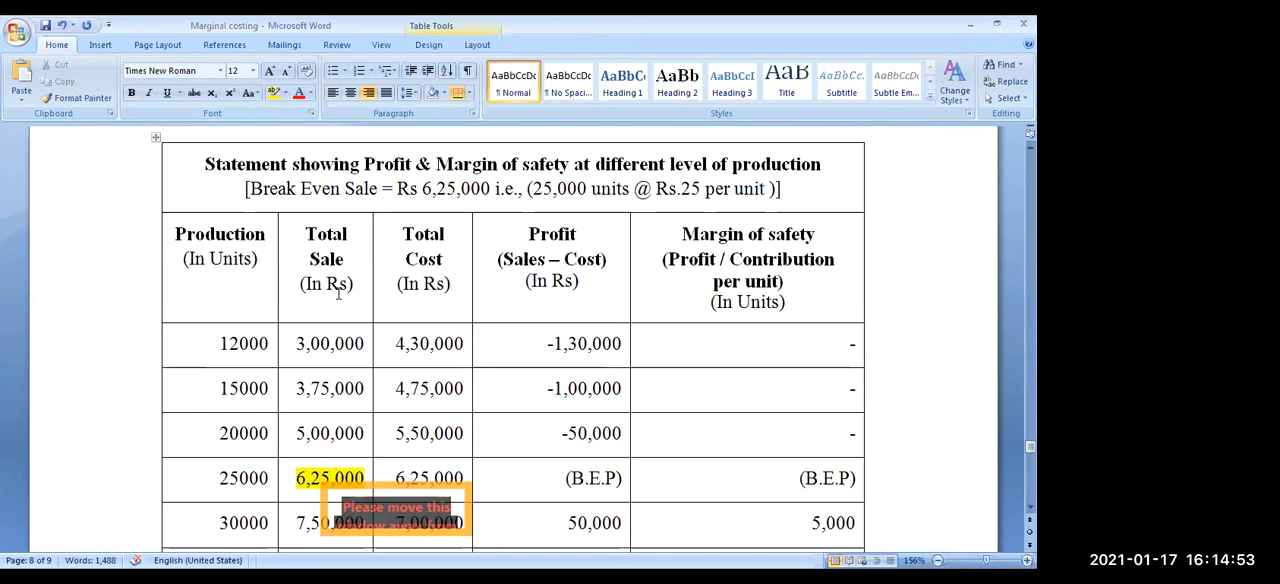 Marginal costing - Microsoft Word
Table Tools
Home Insert Page Layout References Mailings Review View Design Layout
Cut
Copy
Paste
Format Painter
Clipboard
Times New Roman 12
Font
Paragraph
AaBbCcDc AaBbCcDc AaBbC AaBb AaBbCcI AaB AaBbCc. AaBbCcDc
¶ Normal ¶ No Spaci... Heading 1 Heading 2 Heading 3 Title Subtitle Subtle Em...
Styles
Change
Styles
Find
Replace
Select
Editing
Statement showing Profit & Margin of safety at different level of production
[Break Even Sale = Rs 6,25,000 i.e., (25,000 units @ Rs.25 per unit )]
Production
(In Units)
Total
Sale
(In Rs)
Total
Cost
(In Rs)
Profit
(Sales – Cost)
(In Rs)
Margin of safety
(Profit / Contribution
per unit)
(In Units)
12000 3,00,000 4,30,000 -1,30,000 -
15000 3,75,000 4,75,000 -1,00,000 -
20000 5,00,000 5,50,000 -50,000 -
25000 6,25,000 6,25,000 (B.E.P) (B.E.P)
30000 7,50,000 7,00,000 50,000 5,000
Please move this
Page: 8 of 9 Words: 1,488 English (United States) 156%
2021-01-17 16:14:53